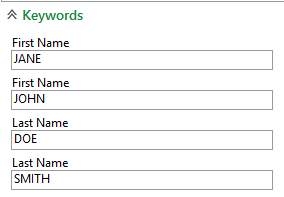 Keywords
First Name
JANE
First Name
JOHN
Last Name
DOE
Last Name
SMITH